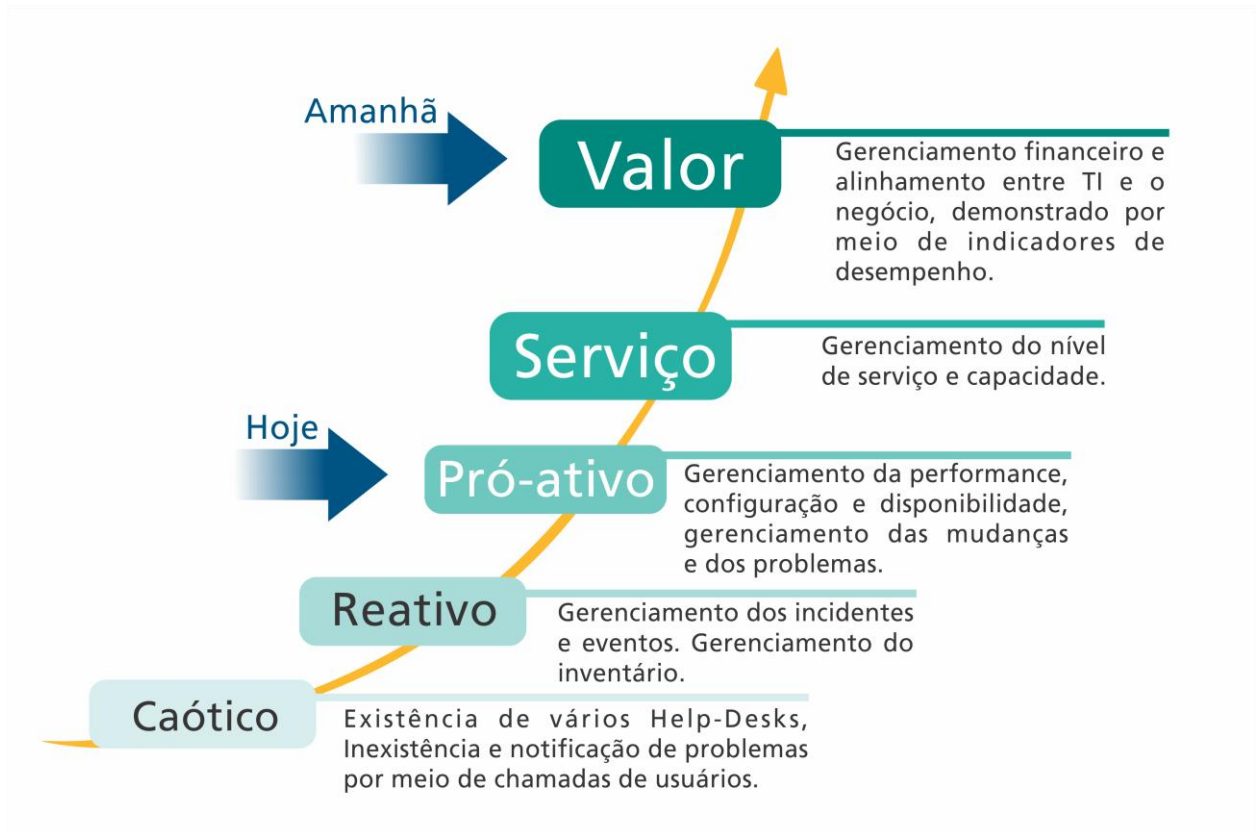 Amanhã
Valor
Gerenciamento financeiro e
alinhamento entre TI e o
negócio, demonstrado por
meio de indicadores de
desempenho.
Serviço
Gerenciamento do nível
de serviço e capacidade.
Hoje
Pró-ativo
Gerenciamento da performance,
configuração e disponibilidade,
gerenciamento das mudanças
e dos problemas.
Reativo
Gerenciamento dos incidentes
e eventos. Gerenciamento do
inventário.
Caótico
Existência de vários Help-Desks,
Inexistência e notificação de problemas
por meio de chamadas de usuários.